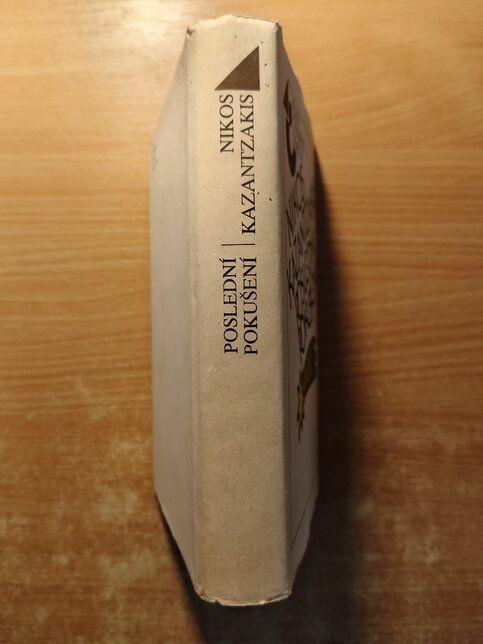 NIKOS
KAZANTZAKIS
POSLEDNÍ
POKUŠENÍ